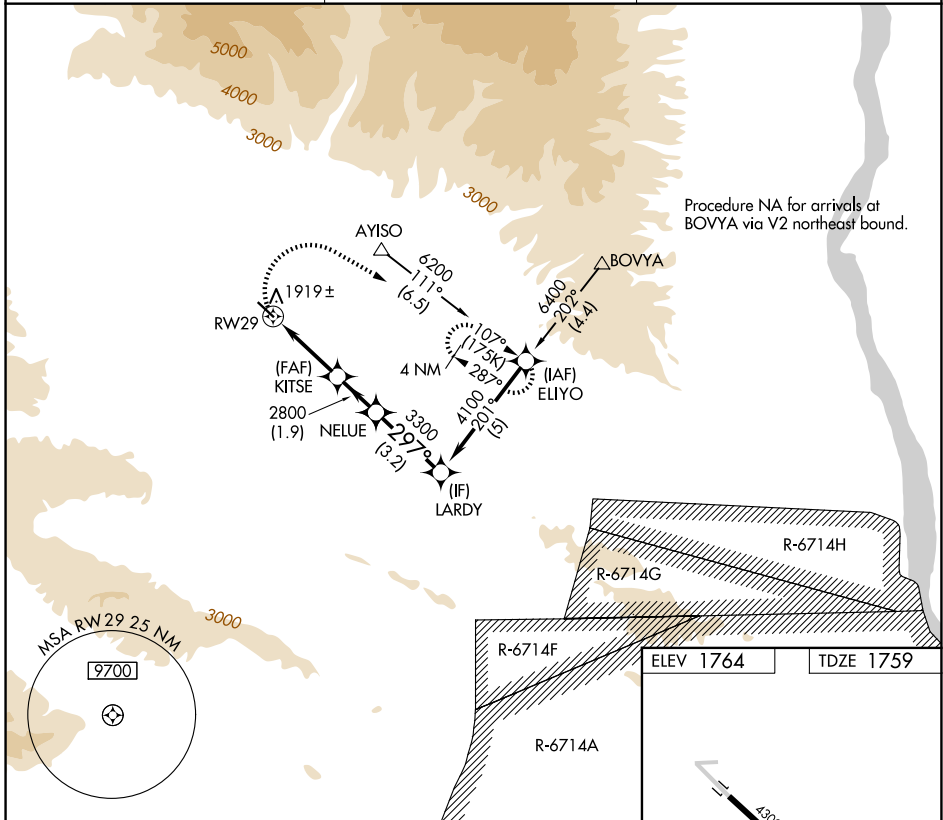 5000
4000
3000
3000
Procedure NA for arrivals at
BOVYA via V2 northeast bound.
AYISO
BOVYA
6200
111°
(6.5)
6400
202°
(4.4)
1919±
RW29
107°
(175K)
4 NM
287°
(IAF)
ELIYO
(FAF)
KITSE
2800
(1.9)
NELUE
3300
297°
(3.2)
4100
201°
(5)
(IF)
LARDY
R-6714H
R-6714G
3000
R-6714F
R-6714A
MSA RW29 25 NM
9700
ELEV 1764
TDZE 1759